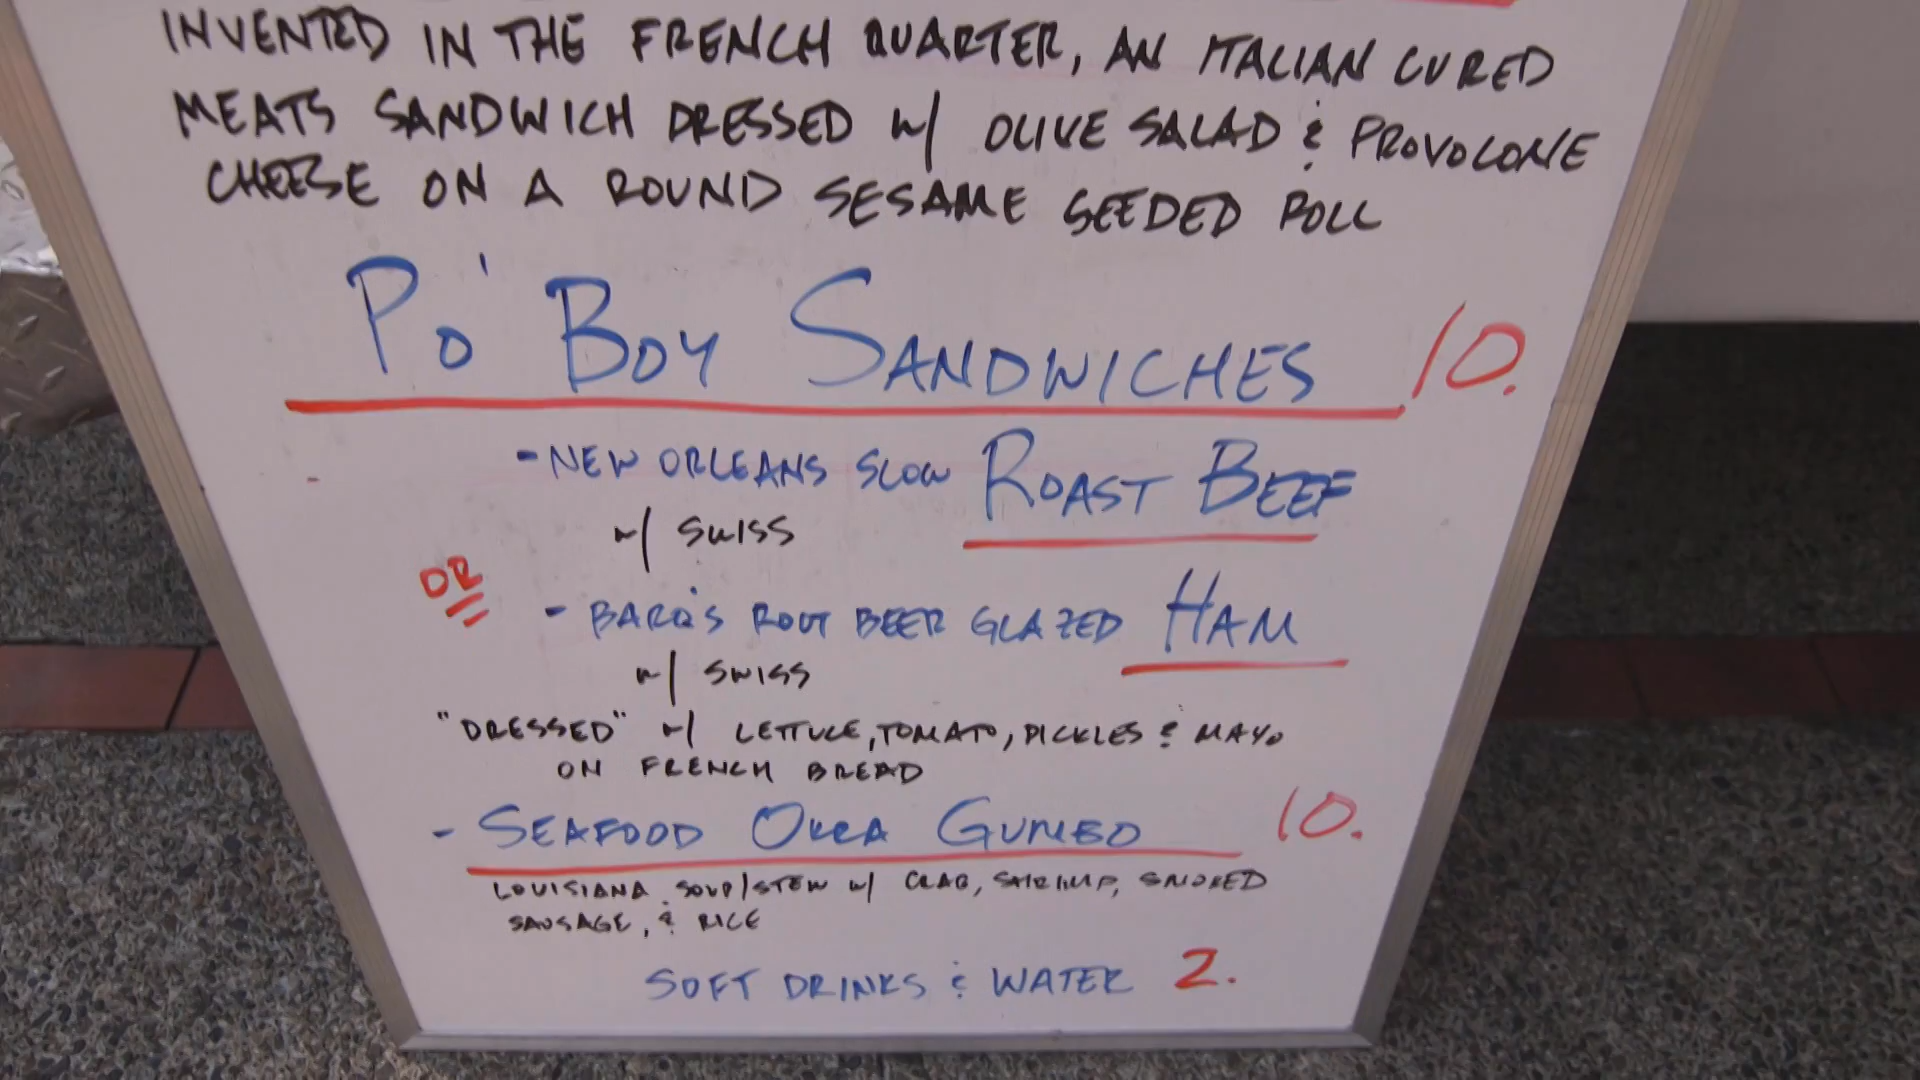 INVENTED IN THE FRENCH QUARTER, AN ITALIAN CURED
MEATS SANDWICH DRESSED W/ OLIVE SALAD & PROVOLONE
CHEESE ON A ROUND SESAME SEEDED ROLL
PO' BOY SANDWICHES 10.
- NEW ORLEANS SLOW ROAST BEEF
W/ SWISS
OR
- BARQ'S ROOT BEER GLAZED HAM
W/ SWISS
"DRESSED" W/ LETTUCE, TOMATO, PICKLES & MAYO
ON FRENCH BREAD
- SEAFOOD OKRA GUMBO 10.
LOUISIANA SOUP/STEW W/ CRAB, SHRIMP, SMOKED
SAUSAGE, & RICE
SOFT DRINKS & WATER 2.